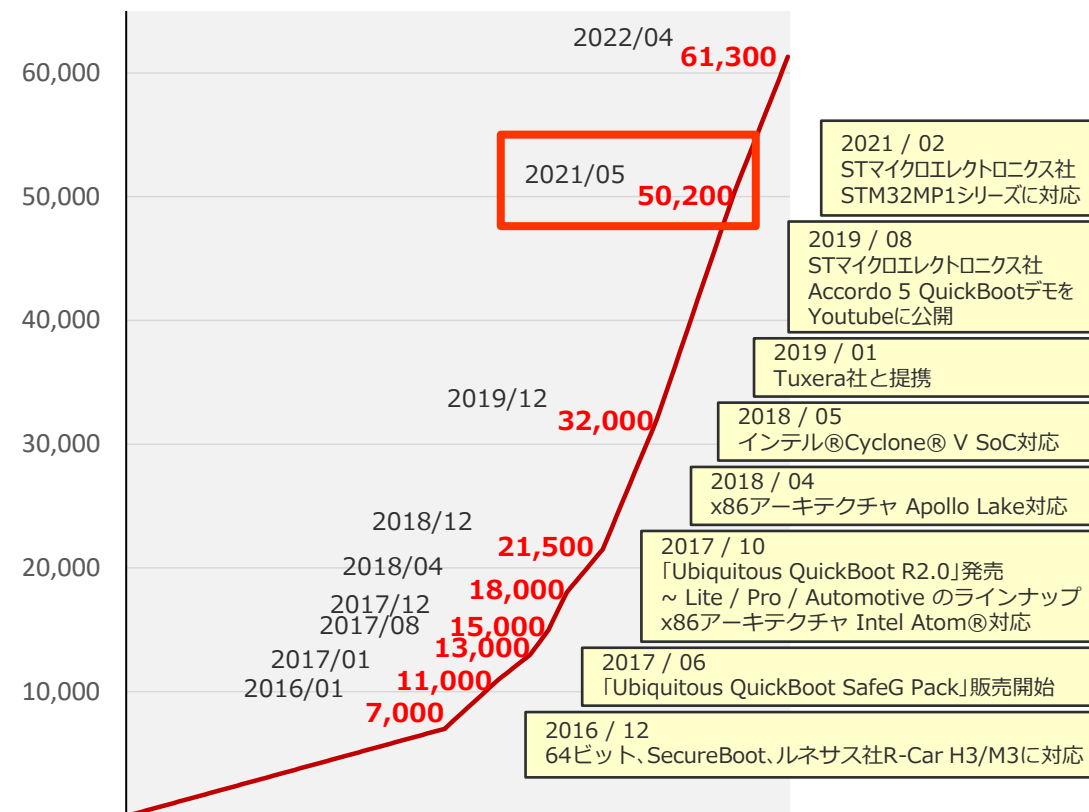 60,000
50,000
40,000
30,000
20,000
10,000
2022/04
61,300
2021/05
50,200
2019/12
32,000
2018/12
21,500
2018/04
18,000
2017/12
15,000
2017/08
13,000
2017/01
11,000
2016/01
7,000
2021 / 02
STマイクロエレクトロニクス社
STM32MP1シリーズに対応
2019 / 08
STマイクロエレクトロニクス社
Accordo 5 QuickBootデモを
Youtubeに公開
2019 / 01
Tuxera社と提携
2018 / 05
インテル®Cyclone® V SoC対応
2018 / 04
x86アーキテクチャ Apollo Lake対応
2017 / 10
「Ubiquitous QuickBoot R2.0」発売
~ Lite / Pro / Automotive のラインナップ
x86アーキテクチャ Intel Atom®対応
2017 / 06
「Ubiquitous QuickBoot SafeG Pack」販売開始
2016 / 12
64ビット、SecureBoot、ルネサス社R-Car H3/M3に対応